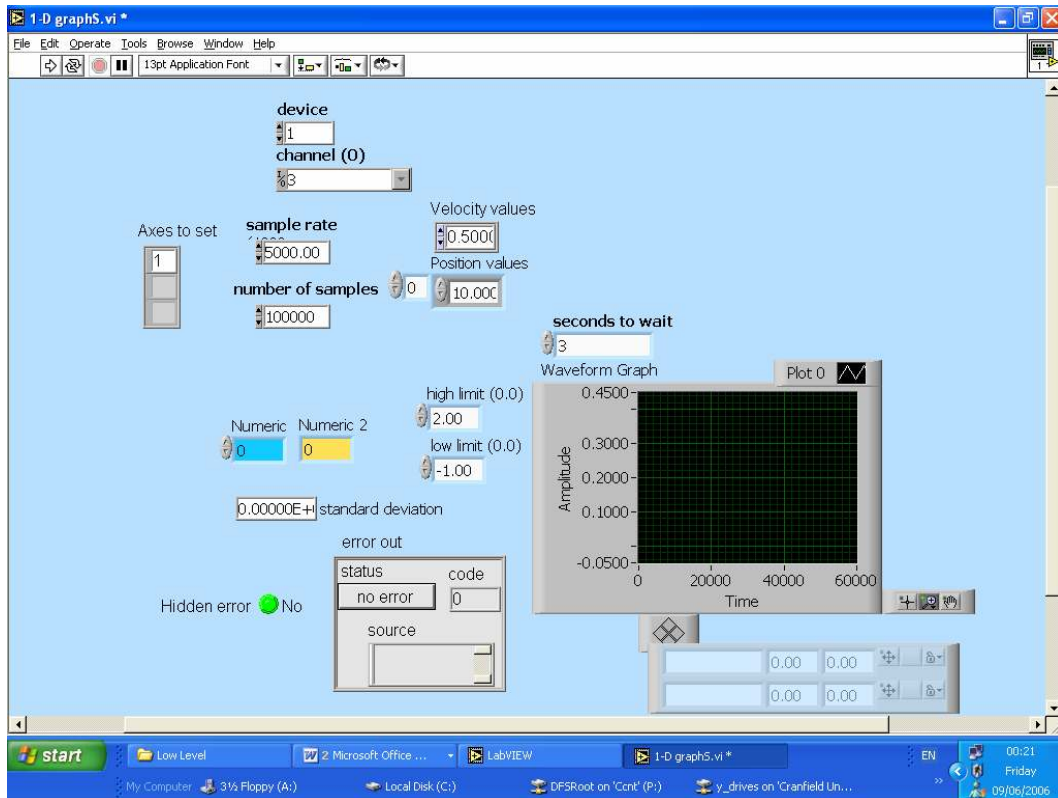 1-D graphS.vi *
File Edit Operate Tools Browse Window Help
13pt Application Font
1
device
1
channel (0)
3
Velocity values
Axes to set
sample rate
0.500(
1
5000.00
Position values
number of samples
0
10.000
100000
seconds to wait
3
Waveform Graph
Plot 0
high limit (0.0)
2.00
Numeric
Numeric 2
low limit (0.0)
0
0
-1.00
0.00000E+
standard deviation
Amplitude
0.4500
0.3000
0.2000
0.1000
-0.0500
0 20000 40000 60000
Time
error out
status
code
no error
0
Hidden error
No
source
0.00 0.00
0.00 0.00
start
Low Level
2 Microsoft Office ...
LabVIEW
1-D graphS.vi *
EN
00:21
My Computer
3½ Floppy (A:)
Local Disk (C:)
DFSRoot on 'Ccnt' (P:)
y_drives on 'Cranfield Un...
Friday
09/06/2006